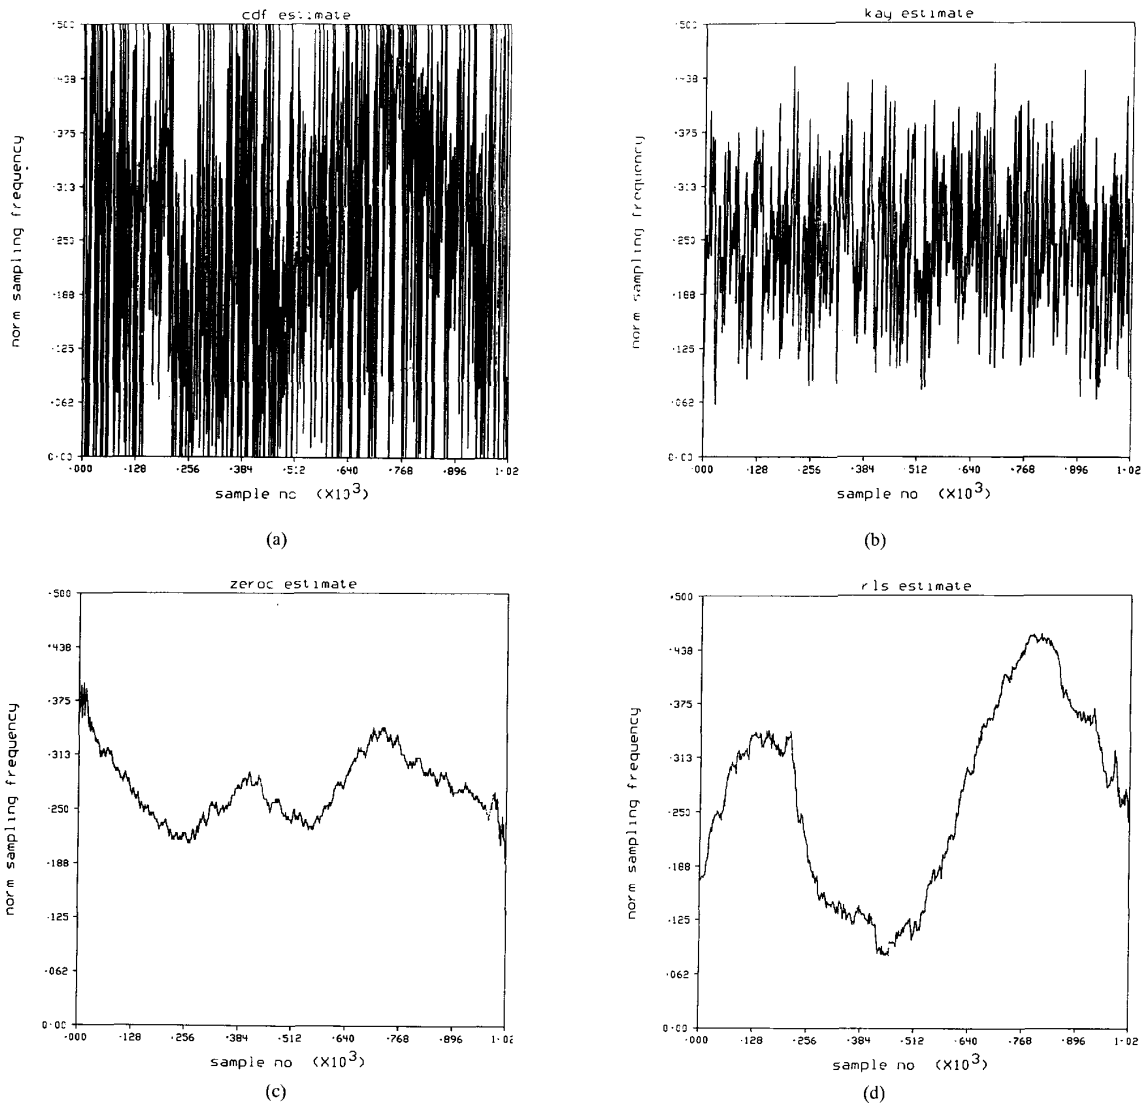 cdf estimate
·500
·438
·375
·313
·250
·188
·125
·062
0·00
norm sampling frequency
·000 ·128 ·256 ·384 ·512 ·640 ·768 ·896 1·02
sample no (X10³)
(a)
kay estimate
·500
·438
·375
·313
·250
·188
·125
·062
0·00
norm sampling frequency
·000 ·128 ·256 ·384 ·512 ·640 ·768 ·896 1·02
sample no (X10³)
(b)
zeroc estimate
·500
·438
·375
·313
·250
·188
·125
·062
0·00
norm sampling frequency
·000 ·128 ·256 ·384 ·512 ·640 ·768 ·896 1·02
sample no (X10³)
(c)
rls estimate
·500
·438
·375
·313
·250
·188
·125
·062
0·00
norm sampling frequency
·000 ·128 ·256 ·384 ·512 ·640 ·768 ·896 1·02
sample no (X10³)
(d)